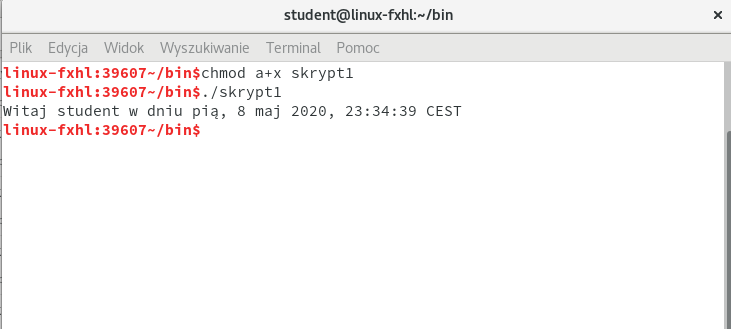 student@linux-fxhl:~/bin
Plik Edycja Widok Wyszukiwanie Terminal Pomoc
linux-fxhl:39607~/bin$chmod a+x skrypt1
linux-fxhl:39607~/bin$./skrypt1
Witaj student w dniu pią, 8 maj 2020, 23:34:39 CEST
linux-fxhl:39607~/bin$